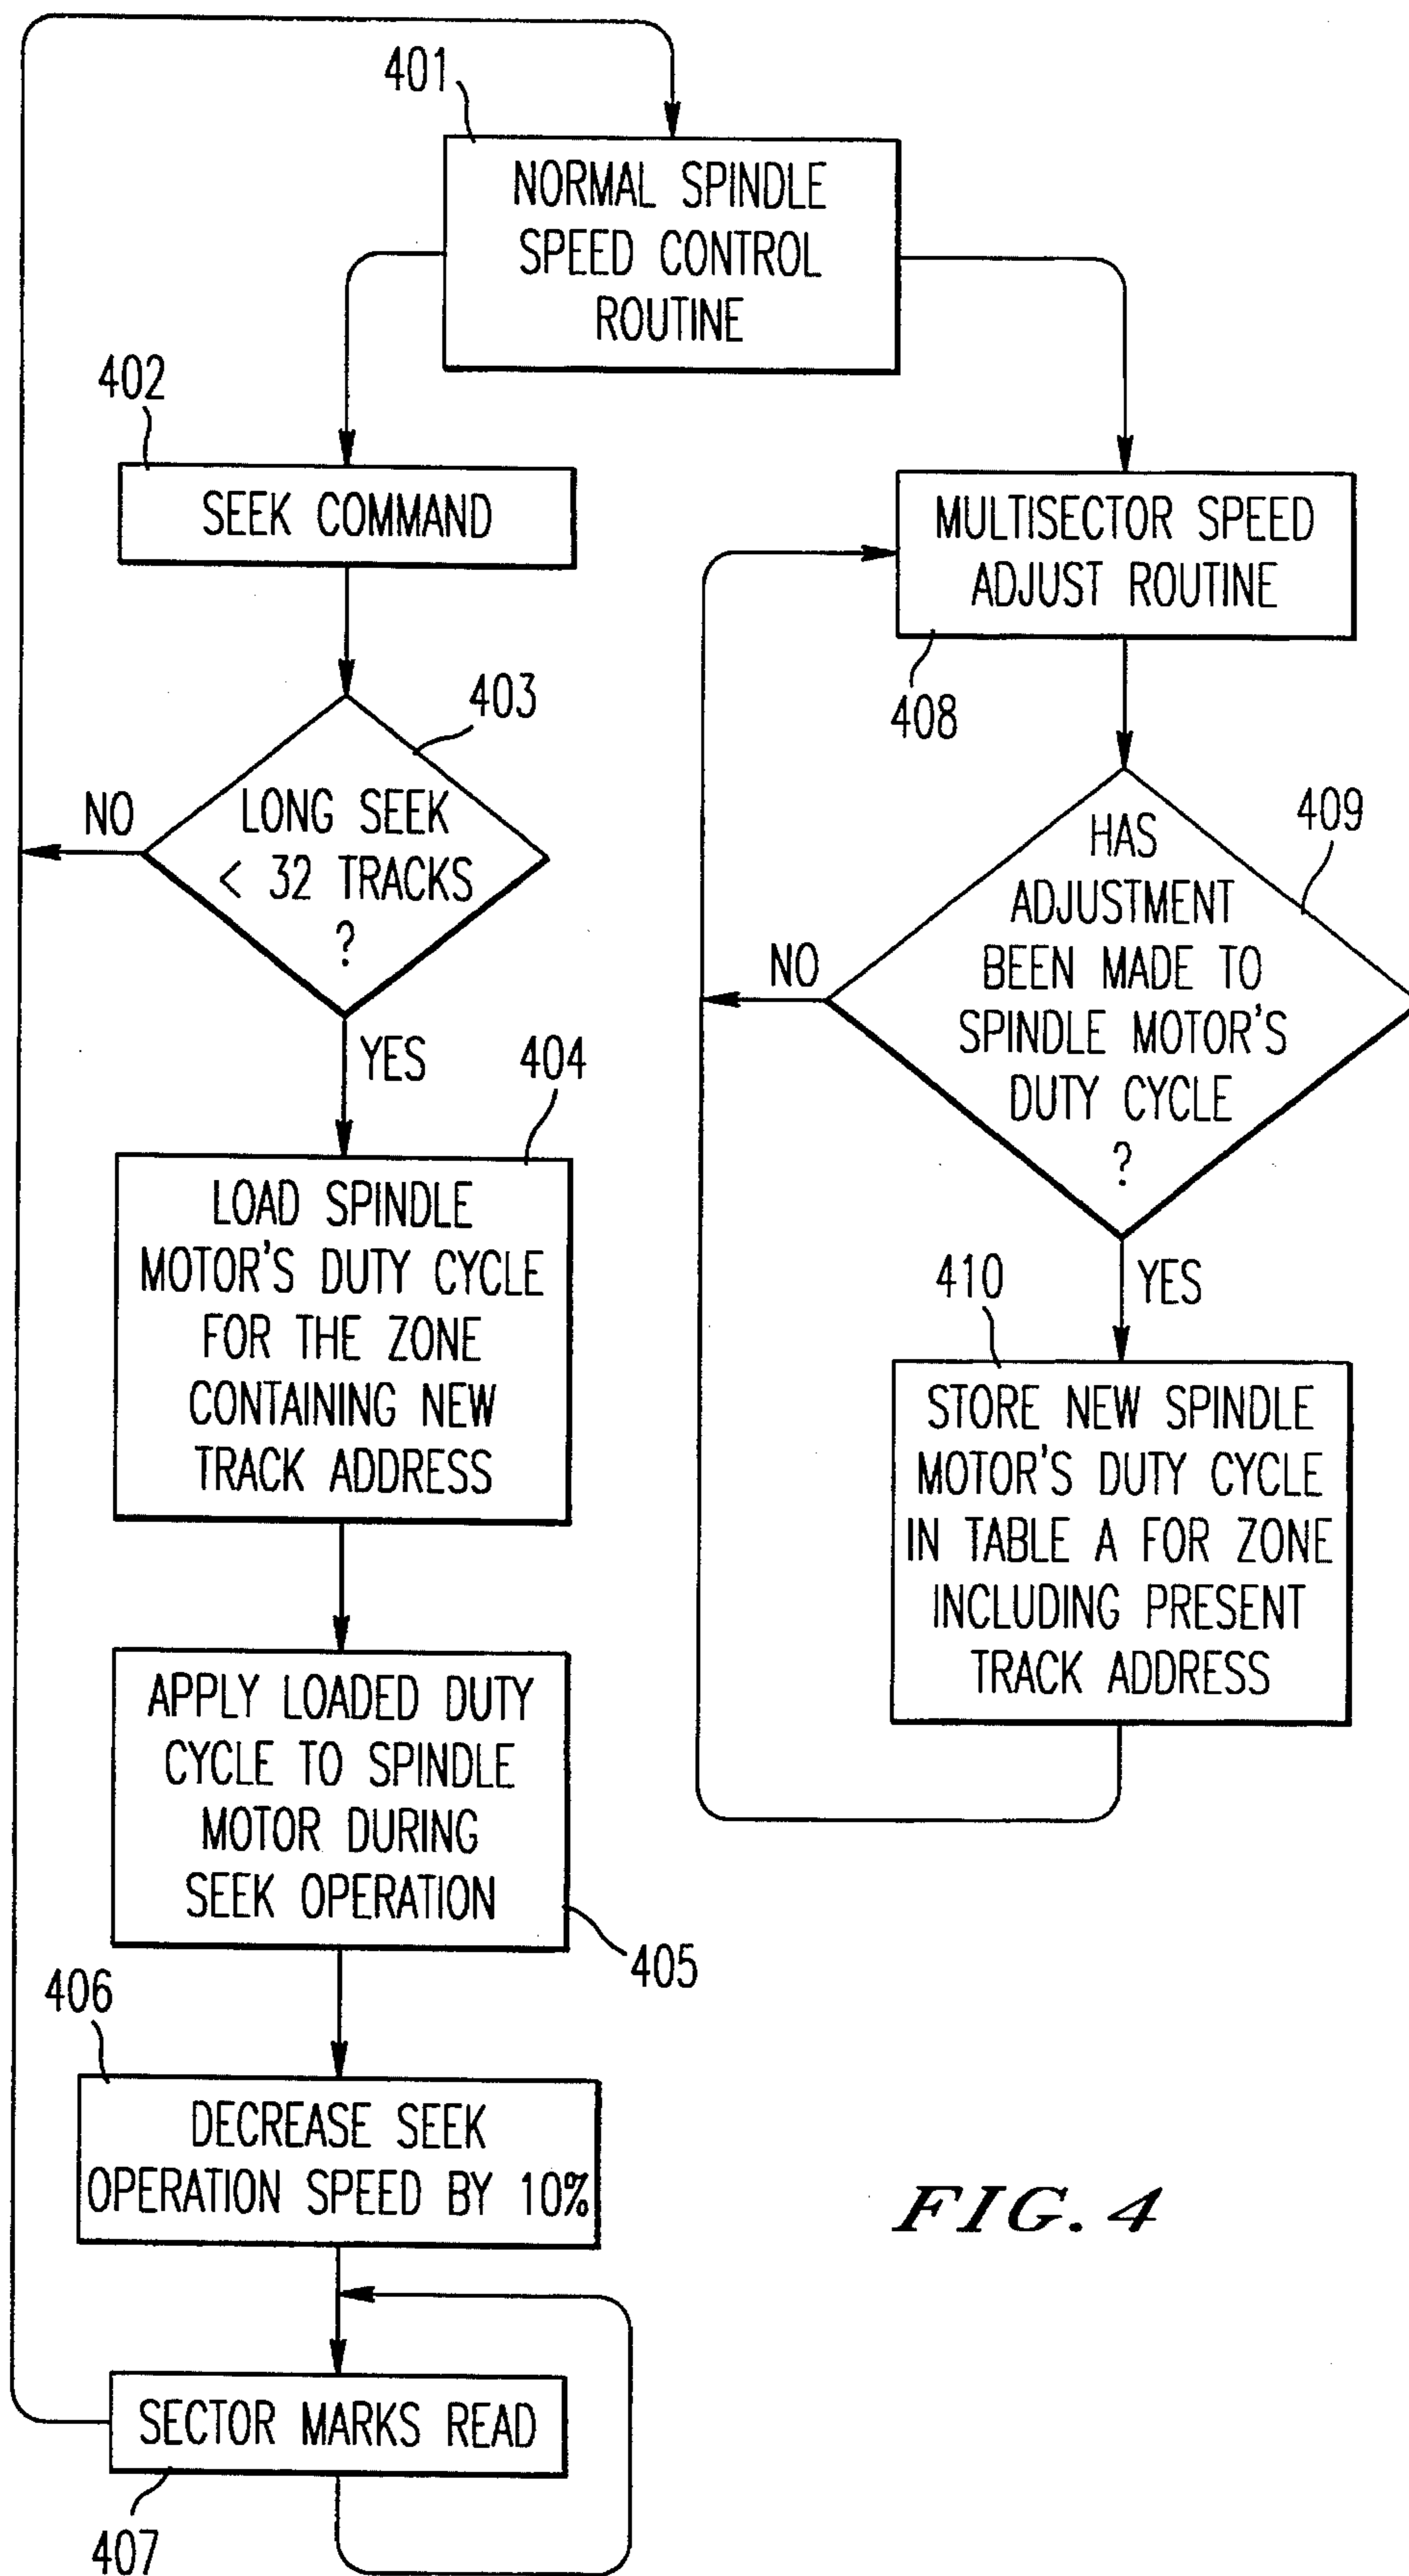 401
NORMAL SPINDLE
SPEED CONTROL
ROUTINE
402
SEEK COMMAND
403
LONG SEEK
< 32 TRACKS
?
NO
YES
404
LOAD SPINDLE
MOTOR'S DUTY CYCLE
FOR THE ZONE
CONTAINING NEW
TRACK ADDRESS
APPLY LOADED DUTY
CYCLE TO SPINDLE
MOTOR DURING
SEEK OPERATION
405
406
DECREASE SEEK
OPERATION SPEED BY 10%
SECTOR MARKS READ
407
MULTISECTOR SPEED
ADJUST ROUTINE
408
409
HAS
ADJUSTMENT
BEEN MADE TO
SPINDLE MOTOR'S
DUTY CYCLE
?
NO
YES
410
STORE NEW SPINDLE
MOTOR'S DUTY CYCLE
IN TABLE A FOR ZONE
INCLUDING PRESENT
TRACK ADDRESS
FIG. 4